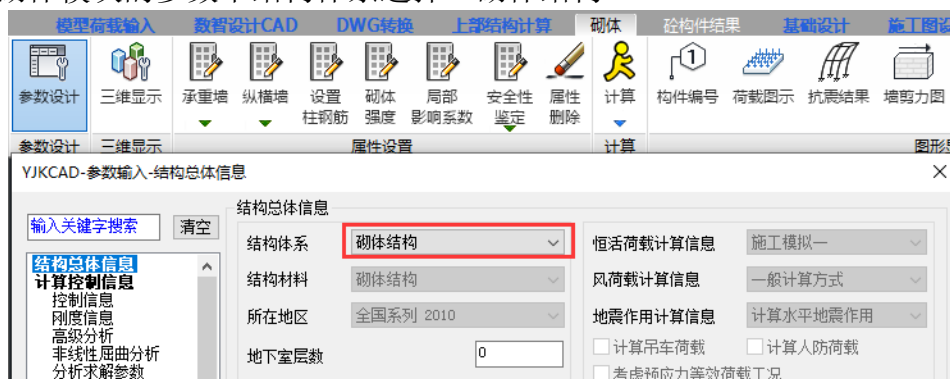 模型荷载输入 数智设计CAD DWG转换 上部结构计算 砌体 砼构件结果 基础设计 施工图设
参数设计 三维显示 承重墙 纵横墙 设置柱钢筋 砌体强度 局部影响系数 安全性鉴定 属性删除 计算 构件编号 荷载图示 抗震结果 墙剪力图
参数设计 三维显示 属性设置 计算
YJKCAD-参数输入-结构总体信息
输入关键字搜索 清空
结构总体信息
计算控制信息
控制信息
刚度信息
高级分析
非线性屈曲分析
分析求解参数
结构总体信息
结构体系 砌体结构
结构材料 砌体结构
所在地区 全国系列 2010
地下室层数 0
恒活荷载计算信息 施工模拟一
风荷载计算信息 一般计算方式
地震作用计算信息 计算水平地震作用
计算吊车荷载 计算人防荷载
考虑预应力等效荷载工况